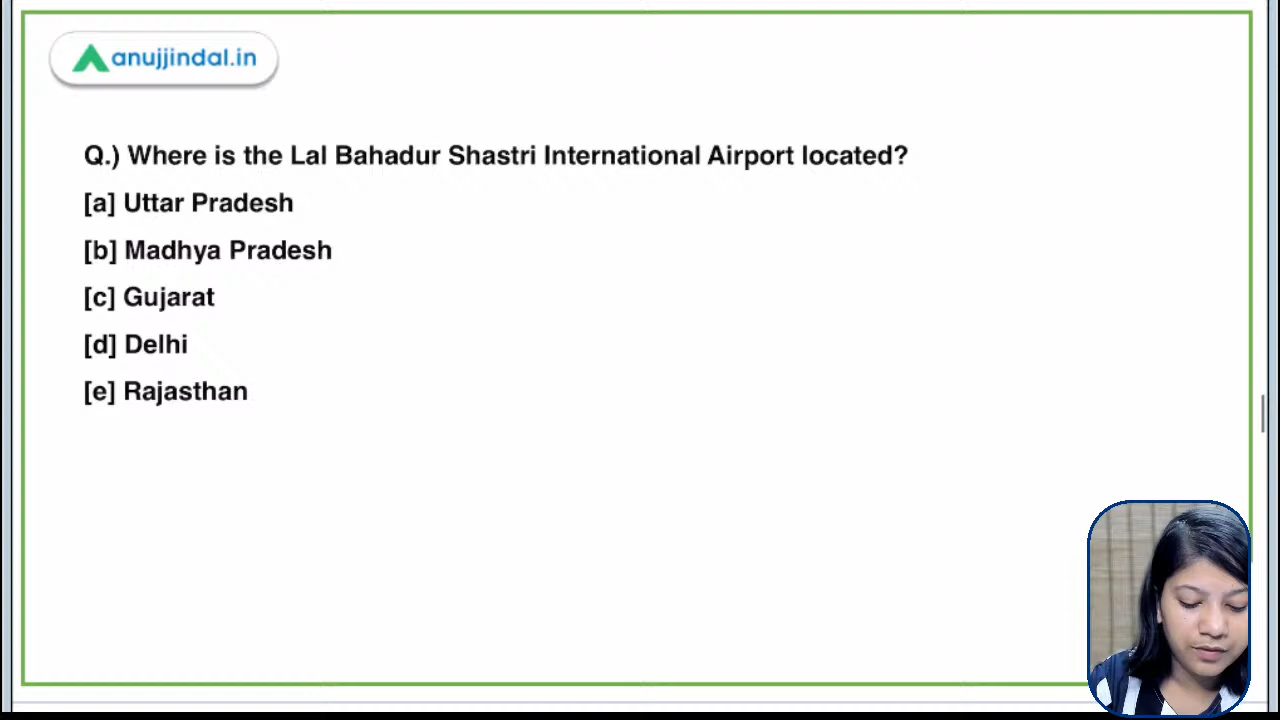 anujjindal.in
Q.) Where is the Lal Bahadur Shastri International Airport located?
[a] Uttar Pradesh
[b] Madhya Pradesh
[c] Gujarat
[d] Delhi
[e] Rajasthan